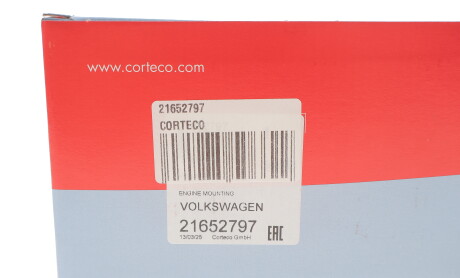 www.corteco.com
21652797
CORTECO
ENGINE MOUNTING
VOLKSWAGEN
21652797
Corteco GmbH
EAC